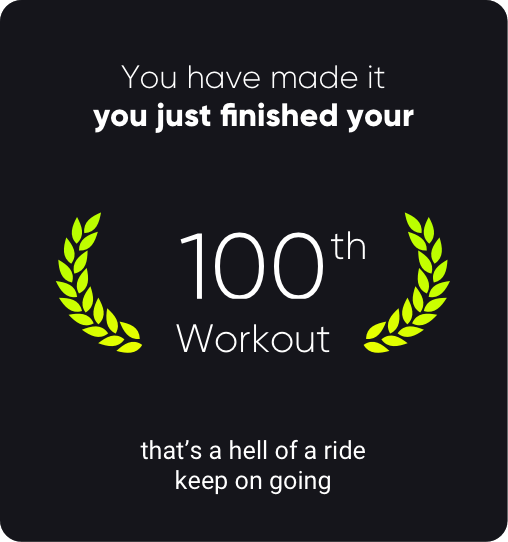 You have made it
you just finished your
100th
Workout
that's a hell of a ride
keep on going